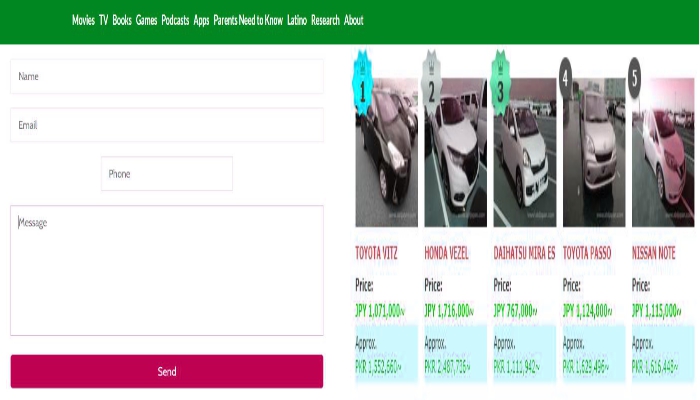 Movies TV Books Games Podcasts Apps Parents Need to Know Latino Research About
Name
Email
Phone
Message
Send
1 2 3 4 5
TOYOTA VITZ HONDA VEZEL DAIHATSU MIRA ES TOYOTA PASSO NISSAN NOTE
Price: Price: Price: Price: Price:
JPY 1,071,000~ JPY 1,716,000~ JPY 767,000~ JPY 1,124,000~ JPY 1,115,000~
Approx. Approx. Approx. Approx. Approx.
PKR 1,552,660~ PKR 2,487,736~ PKR 1,111,942~ PKR 1,629,496~ PKR 1,616,448~